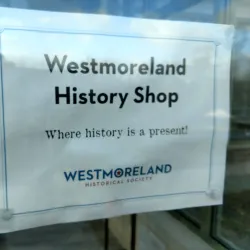 Westmoreland
History Shop
Where history is a present!
WESTMORELAND
HISTORICAL SOCIETY